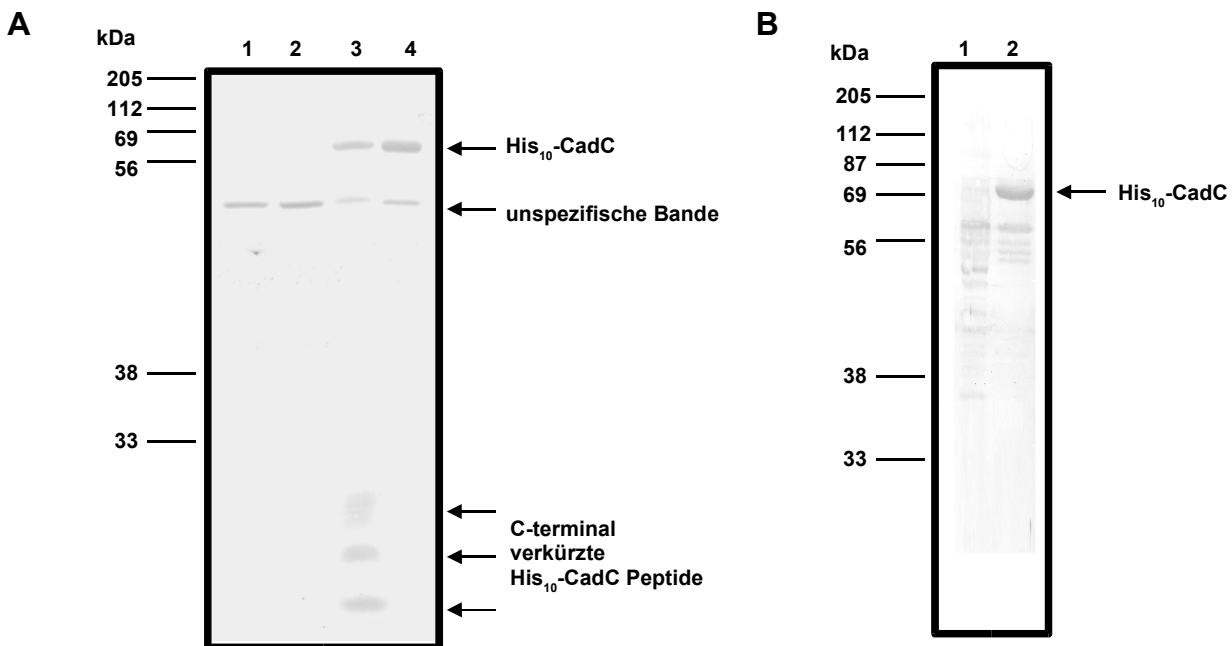 A
kDa
1 2 3 4
205
112
69
56
38
33
His₁₀-CadC
unspezifische Bande
C-terminal
verkürzte
His₁₀-CadC Peptide
B
kDa
1 2
205
112
87
69
56
38
33
His₁₀-CadC